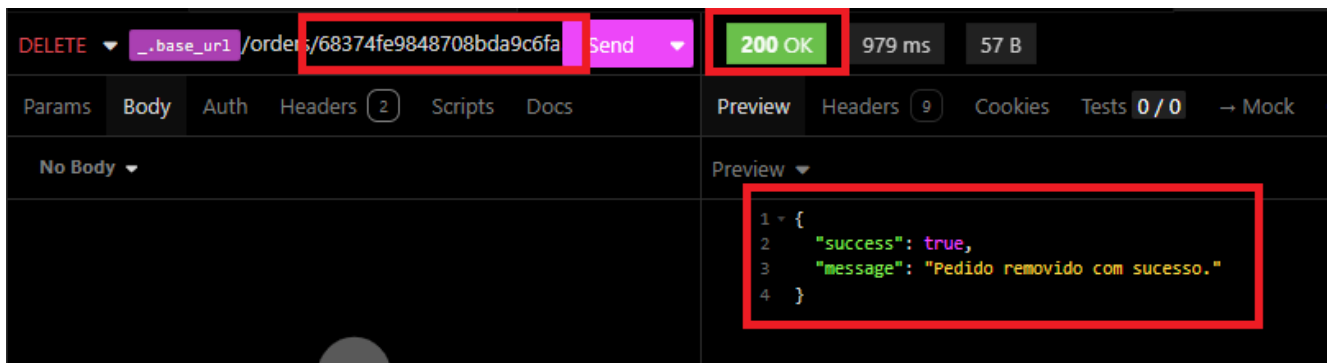 DELETE _.base_url /orders/68374fe9848708bda9c6fa Send
200 OK 979 ms 57 B
Params Body Auth Headers 2 Scripts Docs
Preview Headers 9 Cookies Tests 0 / 0 → Mock
No Body
Preview
1 {
2 "success": true,
3 "message": "Pedido removido com sucesso."
4 }